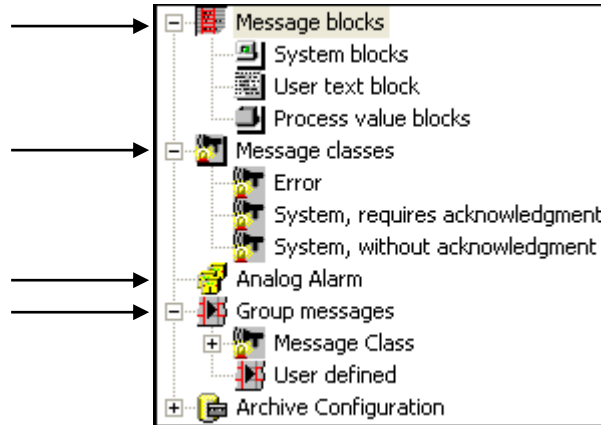 Message blocks
System blocks
User text block
Process value blocks
Message classes
Error
System, requires acknowledgment
System, without acknowledgment
Analog Alarm
Group messages
Message Class
User defined
Archive Configuration